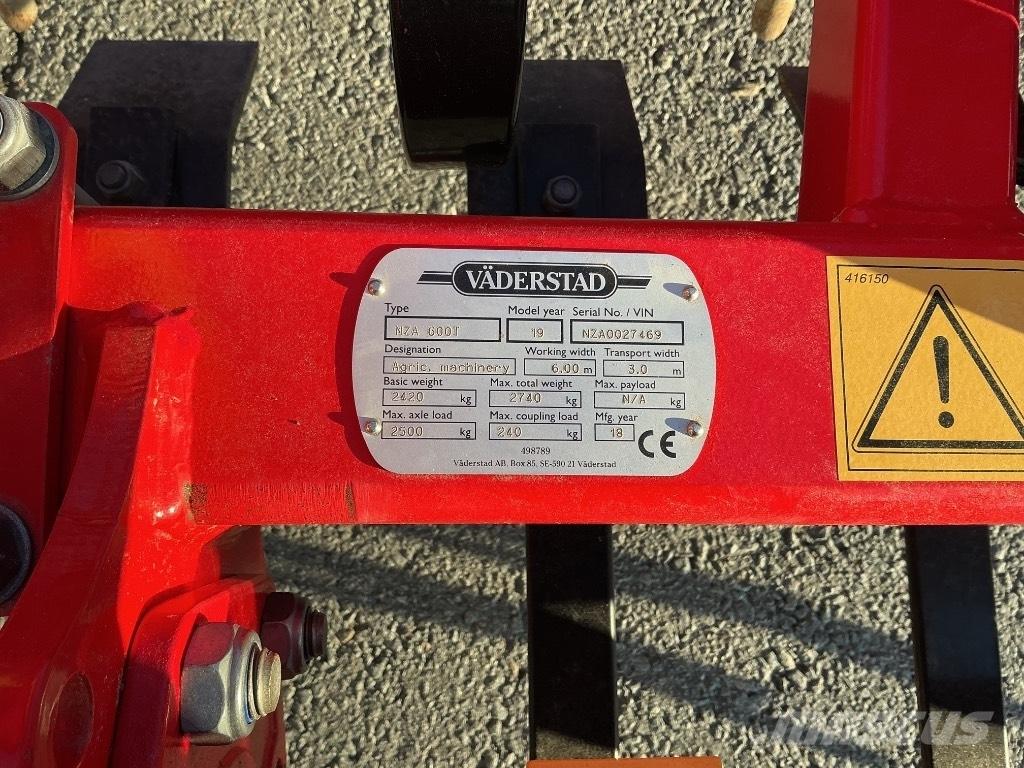 VÄDERSTAD
Type Model year Serial No. / VIN
NZA 600T 19 NZA0027469
Designation Working width Transport width
Agric. machinery 6.00 m 3.0 m
Basic weight Max. total weight Max. payload
2420 kg 2740 kg N/A kg
Max. axle load Max. coupling load Mfg. year
2500 kg 240 kg 18 CE
498789
Väderstad AB, Box 85, SE-590 21 Väderstad
416150
!